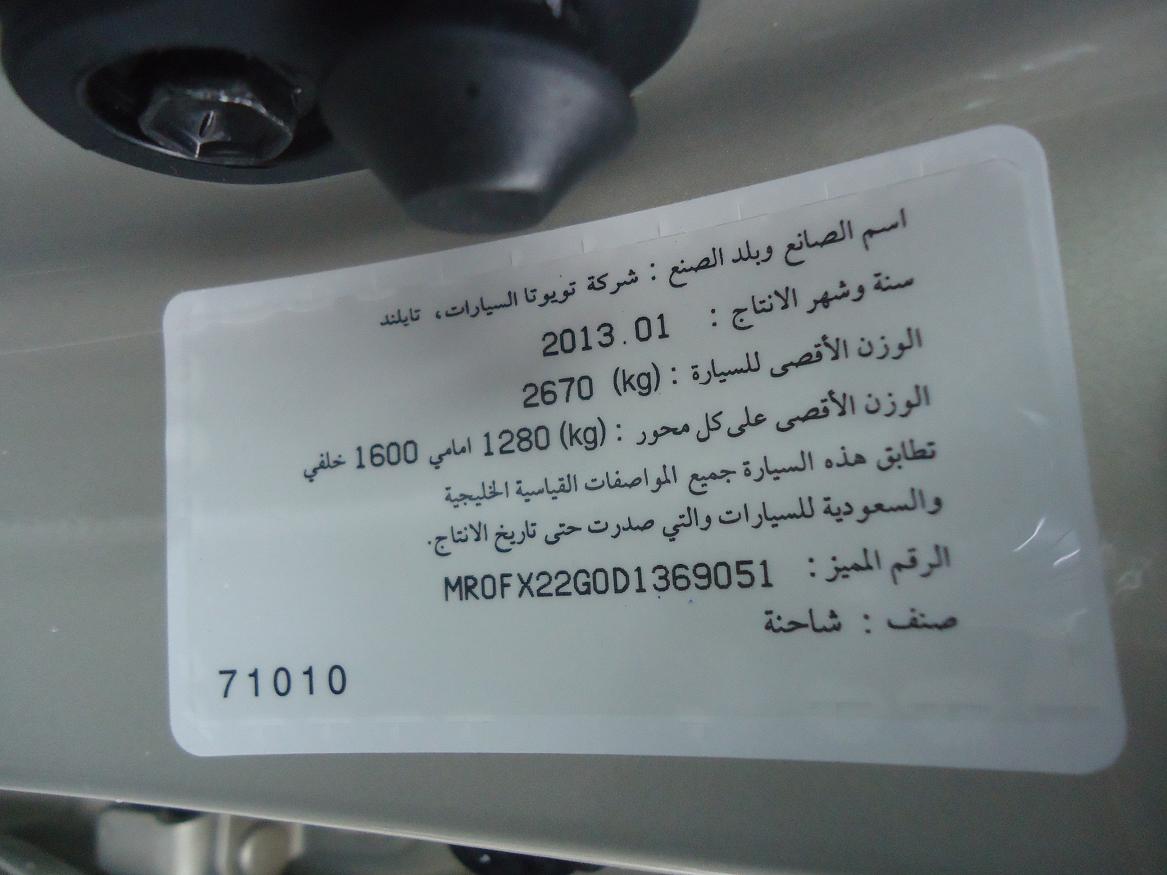 اسم الصانع وبلد الصنع : شركة تويوتا السيارات، تايلند
سنة وشهر الانتاج : 2013.01
الوزن الأقصى للسيارة : (kg) 2670
الوزن الأقصى على كل محور : (kg) 1280 امامي 1600 خلفي
تطابق هذه السيارة جميع المواصفات القياسية الخليجية
والسعودية للسيارات والتي صدرت حتى تاريخ الانتاج.
الرقم المميز : MR0FX22G0D1369051
صنف : شاحنة
71010